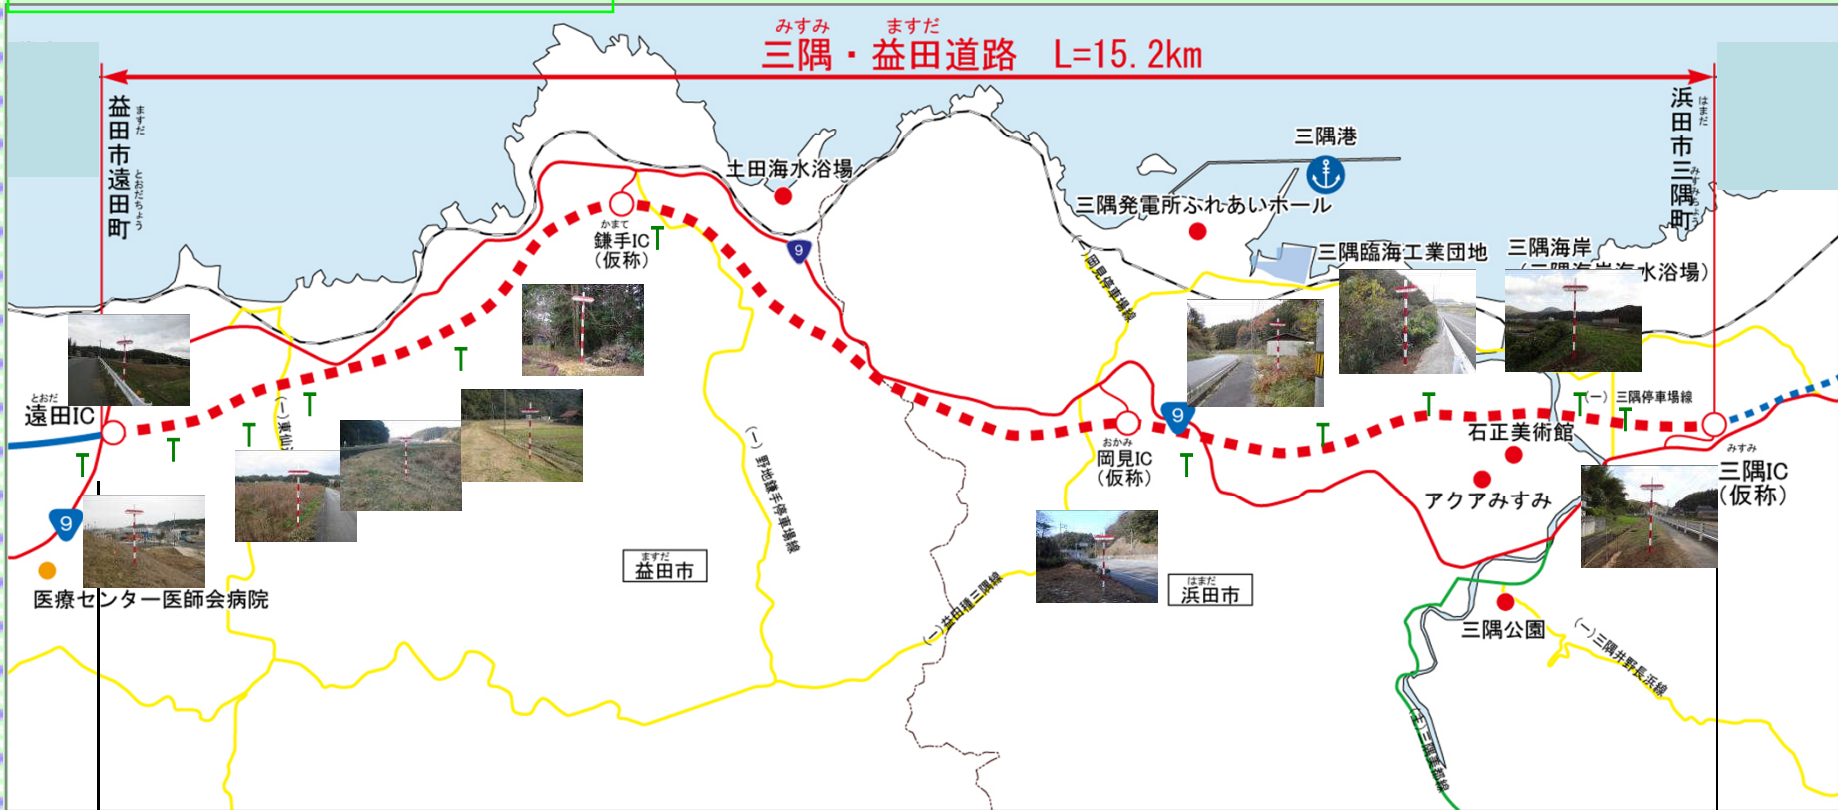 みすみ ますだ
三隅・益田道路 L=15.2km
益田市遠田町
ますだ とおだちょう
浜田市三隅町
はまだ みすみちょう
三隅港
土田海水浴場
三隅発電所ふれあいホール
かまて
鎌手IC
(仮称)
9
三隅臨海工業団地
三隅海岸
水浴場)
(一)岡見停車場線
とおだ
遠田IC
(一)東仙
(一) 三隅停車場線
9
石正美術館
おかみ
岡見IC
(仮称)
アクアみすみ
みすみ
三隅IC
(仮称)
(一)野地鎌手停車場線
9
ますだ
益田市
はまだ
浜田市
医療センター医師会病院
(一)益田種三隅線
三隅公園
(一)三隅井野長浜線
(主)三隅美都線